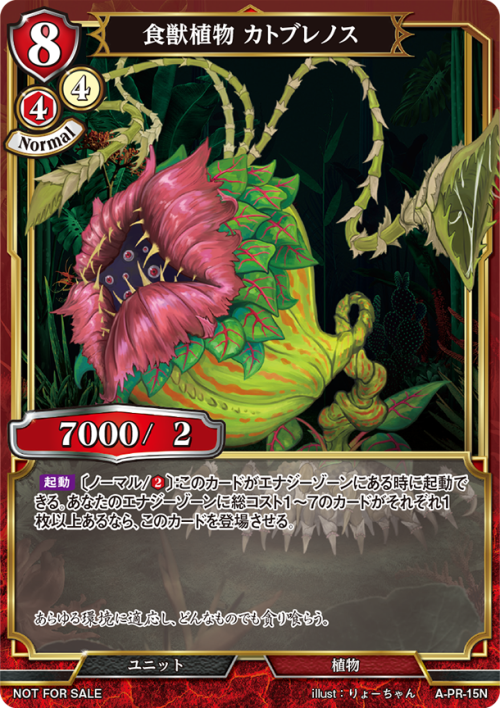 8
食獣植物 カトブレノス
4
4
Normal
7000/ 2
起動 〔ノーマル/2〕:このカードがエナジーゾーンにある時に起動で
きる。あなたのエナジーゾーンに総コスト1~7のカードがそれぞれ1
枚以上あるなら、このカードを登場させる。
あらゆる環境に適応し、どんなものでも貪り喰らう。
ユニット
植物
NOT FOR SALE
illust:りょーちゃん
A-PR-15N